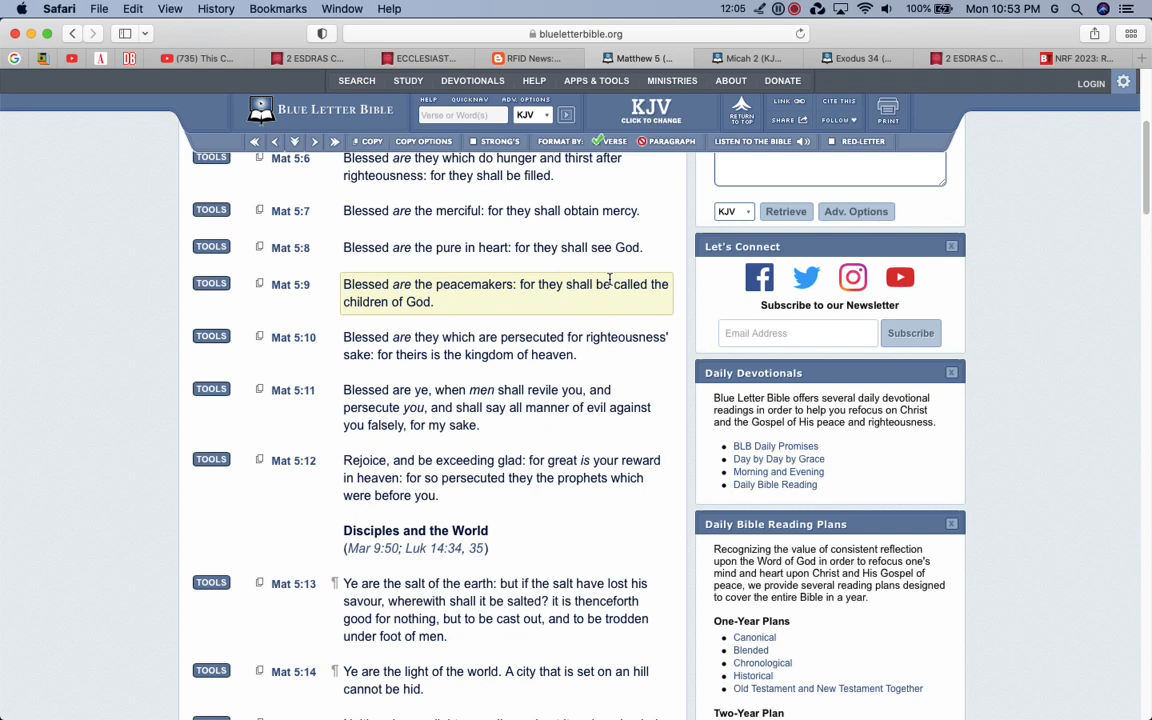 Safari File Edit View History Bookmarks Window Help 12:05 100% Mon 10:53 PM G
blueletterbible.org
(735) This C... 2 ESDRAS C... ECCLESIAST... RFID News:... Matthew 5 (... Micah 2 (KJ... Exodus 34 (... 2 ESDRAS C... NRF 2023: R...
SEARCH STUDY DEVOTIONALS HELP APPS & TOOLS MINISTRIES ABOUT DONATE LOGIN
BLUE LETTER BIBLE
HELP QUICKNAV ADV. OPTIONS
Verse or Word(s) KJV
KJV
CLICK TO CHANGE
RETURN TO TOP
LINK CITE THIS
SHARE FOLLOW PRINT
COPY COPY OPTIONS STRONG'S FORMAT BY: VERSE PARAGRAPH LISTEN TO THE BIBLE RED-LETTER
TOOLS Mat 5:6 Blessed are they which do hunger and thirst after
righteousness: for they shall be filled.
TOOLS Mat 5:7 Blessed are the merciful: for they shall obtain mercy.
TOOLS Mat 5:8 Blessed are the pure in heart: for they shall see God.
TOOLS Mat 5:9 Blessed are the peacemakers: for they shall be called the
children of God.
TOOLS Mat 5:10 Blessed are they which are persecuted for righteousness'
sake: for theirs is the kingdom of heaven.
TOOLS Mat 5:11 Blessed are ye, when men shall revile you, and
persecute you, and shall say all manner of evil against
you falsely, for my sake.
TOOLS Mat 5:12 Rejoice, and be exceeding glad: for great is your reward
in heaven: for so persecuted they the prophets which
were before you.
Disciples and the World
(Mar 9:50; Luk 14:34, 35)
TOOLS Mat 5:13 ¶ Ye are the salt of the earth: but if the salt have lost his
savour, wherewith shall it be salted? it is thenceforth
good for nothing, but to be cast out, and to be trodden
under foot of men.
TOOLS Mat 5:14 ¶ Ye are the light of the world. A city that is set on an hill
cannot be hid.
KJV Retrieve Adv. Options
Let's Connect x
Subscribe to our Newsletter
Email Address Subscribe
Daily Devotionals x
Blue Letter Bible offers several daily devotional
readings in order to help you refocus on Christ
and the Gospel of His peace and righteousness.
• BLB Daily Promises
• Day by Day by Grace
• Morning and Evening
• Daily Bible Reading
Daily Bible Reading Plans x
Recognizing the value of consistent reflection
upon the Word of God in order to refocus one's
mind and heart upon Christ and His Gospel of
peace, we provide several reading plans designed
to cover the entire Bible in a year.
One-Year Plans
• Canonical
• Blended
• Chronological
• Historical
• Old Testament and New Testament Together
Two-Year Plan